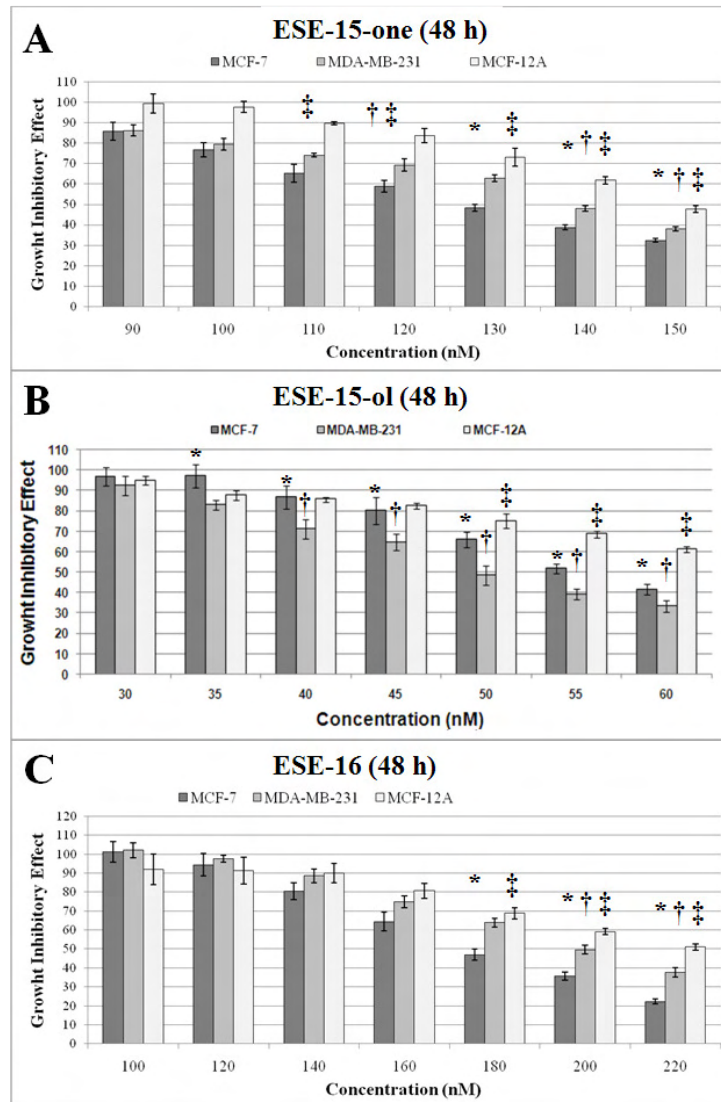 A ESE-15-one (48 h)
MCF-7 MDA-MB-231 MCF-12A
Growht Inhibitory Effect
110
100
90
80
70
60
50
40
30
20
10
0
‡ † ‡ * ‡ * † ‡ * † ‡
90 100 110 120 130 140 150
Concentration (nM)
B ESE-15-ol (48 h)
MCF-7 MDA-MB-231 MCF-12A
Growht Inhibitory Effect
110
100
90
80
70
60
50
40
30
20
10
0
* * † * † * † ‡ * † ‡ * † ‡
30 35 40 45 50 55 60
Concentration (nM)
C ESE-16 (48 h)
MCF-7 MDA-MB-231 MCF-12A
Growht Inhibitory Effect
120
110
100
90
80
70
60
50
40
30
20
10
0
* ‡ * † ‡ * † ‡
100 120 140 160 180 200 220
Concentration (nM)